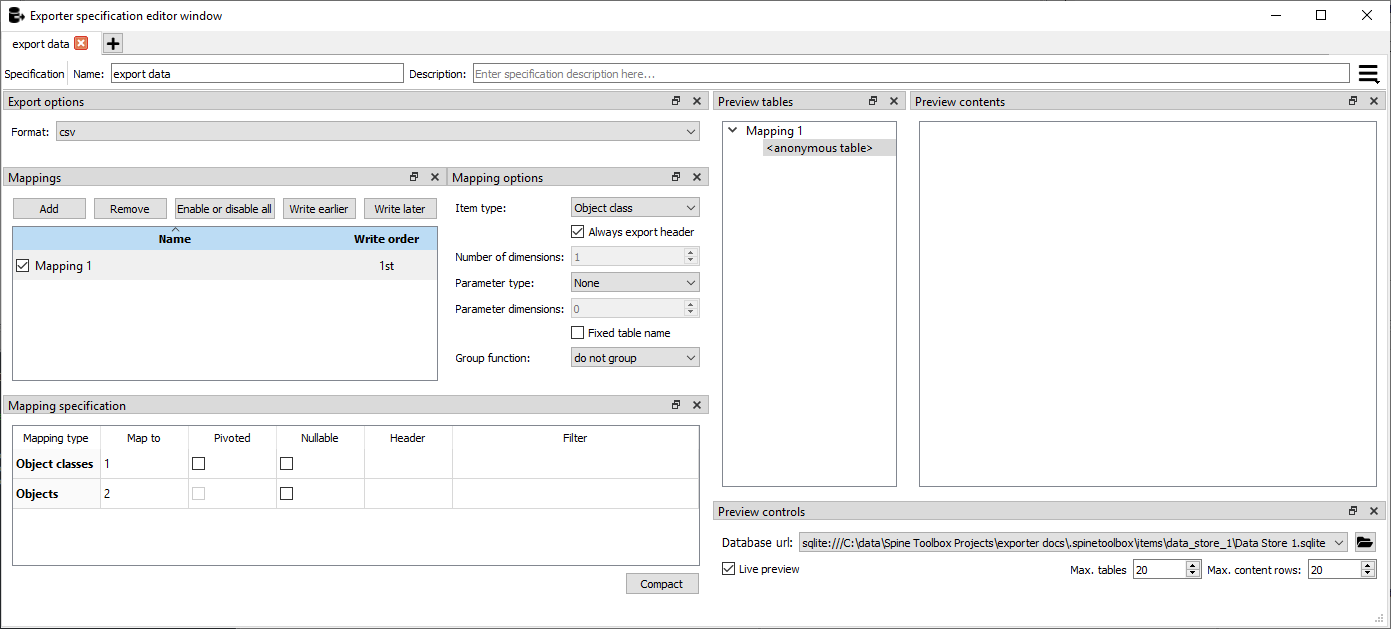 Exporter specification editor window
export data
Specification Name: export data Description: Enter specification description here...
Export options
Format: csv
Mappings
Add Remove Enable or disable all Write earlier Write later
Name Write order
Mapping 1 1st
Mapping options
Item type: Object class
Always export header
Number of dimensions: 1
Parameter type: None
Parameter dimensions: 0
Fixed table name
Group function: do not group
Mapping specification
Mapping type Map to Pivoted Nullable Header Filter
Object classes 1
Objects 2
Compact
Preview tables
Mapping 1
<anonymous table>
Preview contents
Preview controls
Database url: sqlite:///C:\data\Spine Toolbox Projects\exporter docs\.spinetoolbox\items\data_store_1\Data Store 1.sqlite
Live preview Max. tables 20 Max. content rows: 20